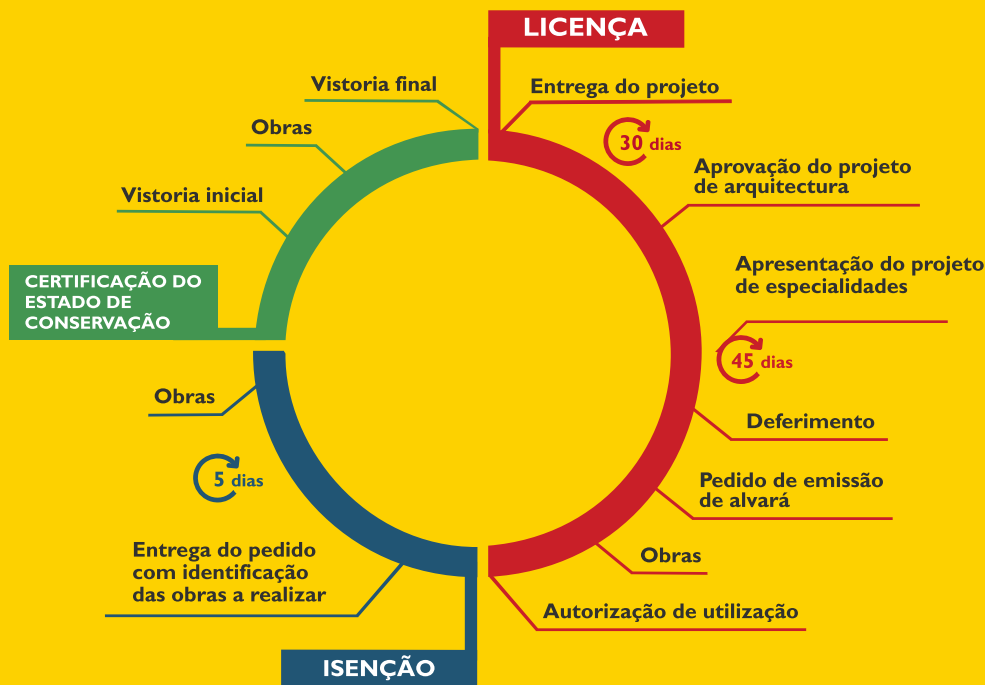 LICENÇA
Entrega do projeto
30 dias
Aprovação do projeto
de arquitectura
Apresentação do projeto
de especialidades
45 dias
Deferimento
Pedido de emissão
de alvará
Obras
Autorização de utilização
ISENÇÃO
Entrega do pedido
com identificação
das obras a realizar
5 dias
Obras
CERTIFICAÇÃO DO
ESTADO DE
CONSERVAÇÃO
Vistoria inicial
Obras
Vistoria final